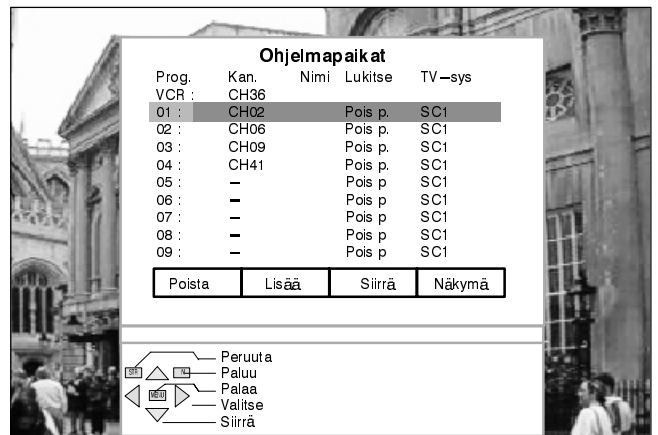 Ohjelmapaikat
Prog. Kan. Nimi Lukitse TV–sys
VCR : CH36
01 : CH02 Pois p. SC1
02 : CH06 Pois p. SC1
03 : CH09 Pois p. SC1
04 : CH41 Pois p. SC1
05 : – Pois p SC1
06 : – Pois p SC1
07 : – Pois p SC1
08 : – Pois p SC1
09 : – Pois p SC1
Poista Lisää Siirrä Näkymä
Peruuta
STR N Paluu
MENU Palaa
Valitse
Siirrä